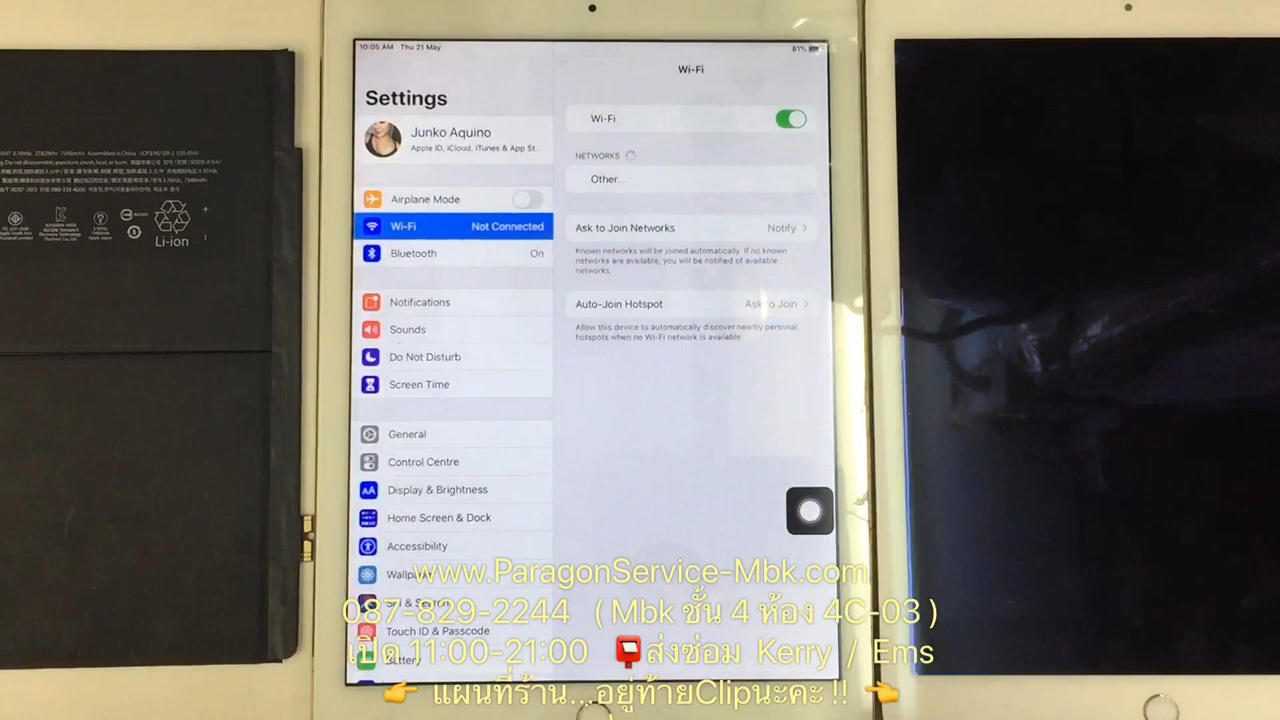 Li-ion
10:05 AM Thu 21 May
81%
Settings
Junko Aquino
Apple ID, iCloud, iTunes & App St...
Airplane Mode
Wi-Fi Not Connected
Bluetooth On
Notifications
Sounds
Do Not Disturb
Screen Time
General
Control Centre
Display & Brightness
Home Screen & Dock
Accessibility
Wallpaper
Siri & Search
Touch ID & Passcode
Battery
Wi-Fi
Wi-Fi
NETWORKS
Other...
Ask to Join Networks Notify
Known networks will be joined automatically. If no known
networks are available, you will be notified of available
networks.
Auto-Join Hotspot Ask to Join
Allow this device to automatically discover nearby personal
hotspots when no Wi-Fi network is available.
www.ParagonService-Mbk.com
087-829-2244 ( Mbk ชั้น 4 ห้อง 4C-03 )
เปิด 11:00-21:00 📮ส่งซ่อม Kerry / Ems
👉 แผนที่ร้าน...อยู่ท้ายClipนะคะ !! 👈